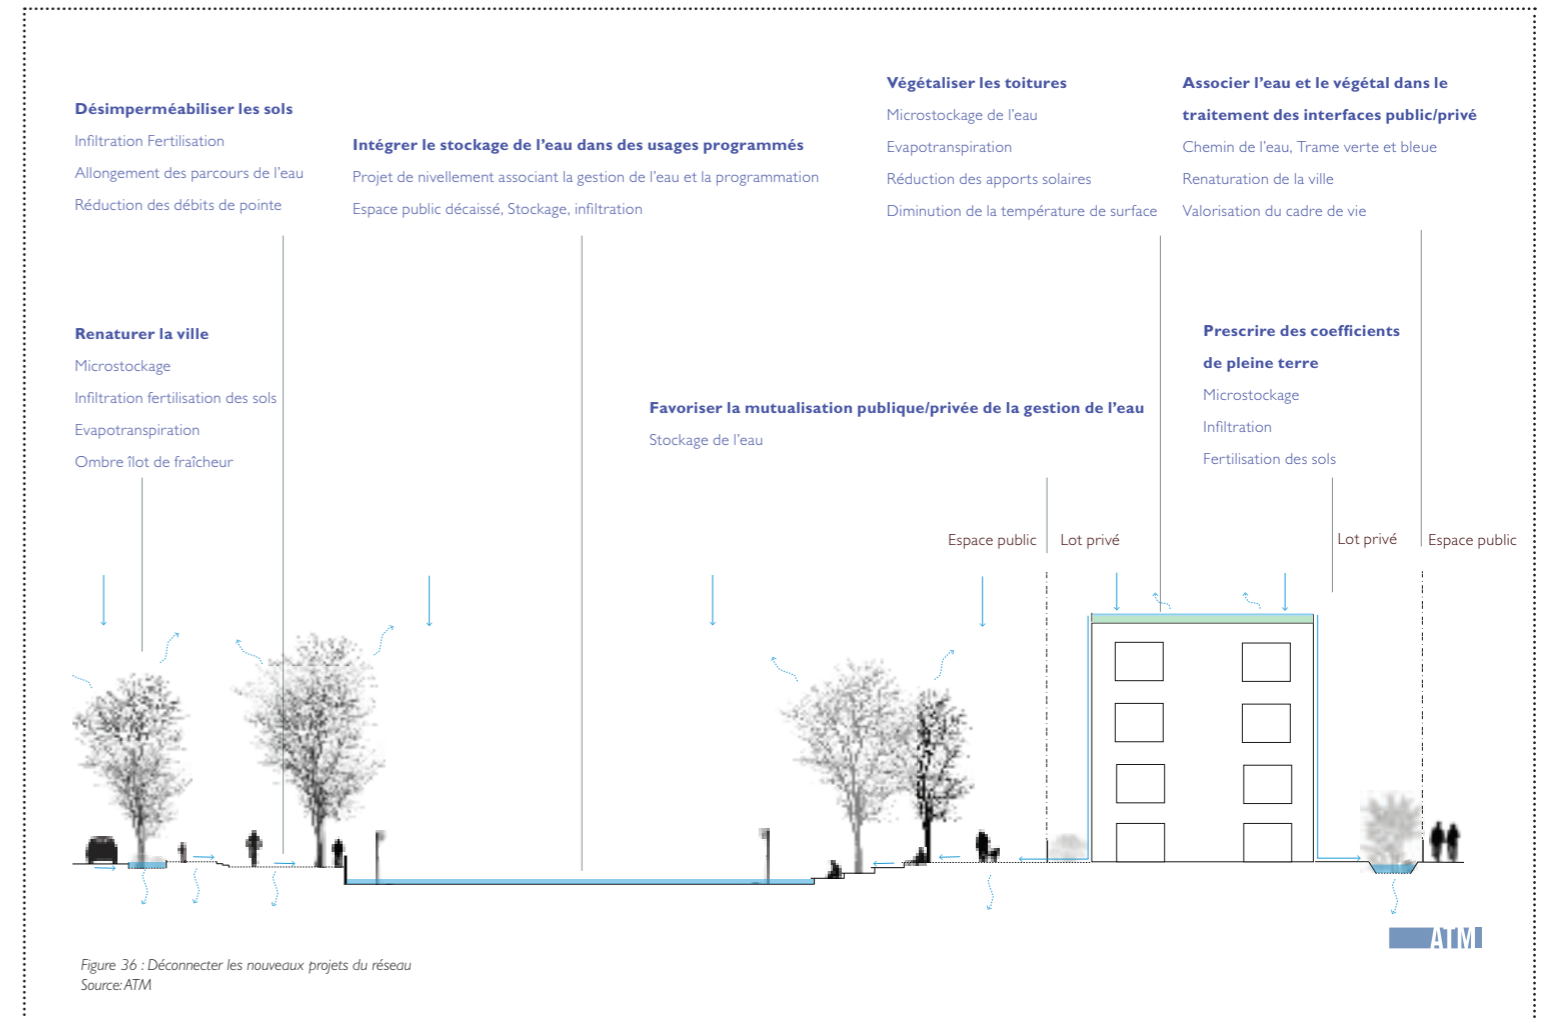 Désimperméabiliser les sols
Infiltration Fertilisation
Allongement des parcours de l'eau
Réduction des débits de pointe
Intégrer le stockage de l'eau dans des usages programmés
Projet de nivellement associant la gestion de l'eau et la programmation
Espace public décaissé, Stockage, infiltration
Végétaliser les toitures
Microstockage de l'eau
Evapotranspiration
Réduction des apports solaires
Diminution de la température de surface
Associer l'eau et le végétal dans le
traitement des interfaces public/privé
Chemin de l'eau, Trame verte et bleue
Renaturation de la ville
Valorisation du cadre de vie
Renaturer la ville
Microstockage
Infiltration fertilisation des sols
Evapotranspiration
Ombre îlot de fraîcheur
Favoriser la mutualisation publique/privée de la gestion de l'eau
Stockage de l'eau
Prescrire des coefficients
de pleine terre
Microstockage
Infiltration
Fertilisation des sols
Espace public
Lot privé
Lot privé
Espace public
ATM
Figure 36 : Déconnecter les nouveaux projets du réseau
Source: ATM